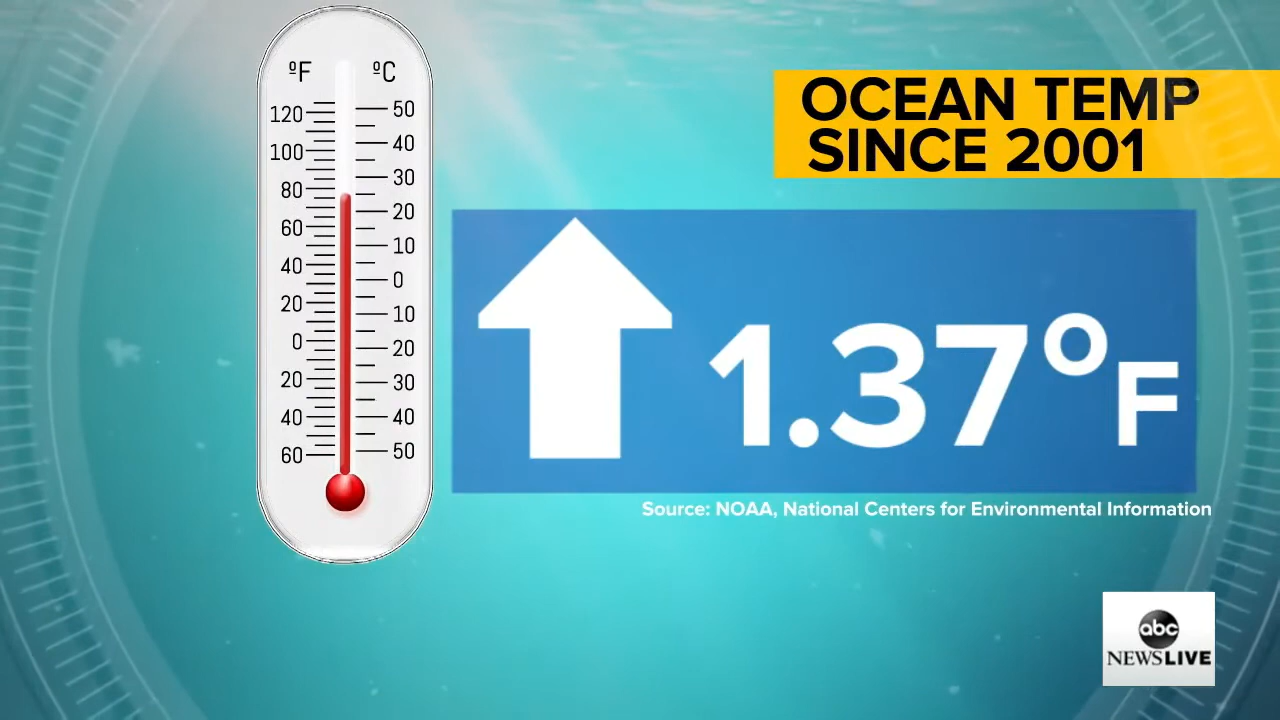 OCEAN TEMP
SINCE 2001
ºF ºC
120 50
100 40
80 30
60 20
40 10
20 0
0 10
20 20
40 30
60 40
50
1.37°F
Source: NOAA, National Centers for Environmental Information
abc
NEWSLIVE